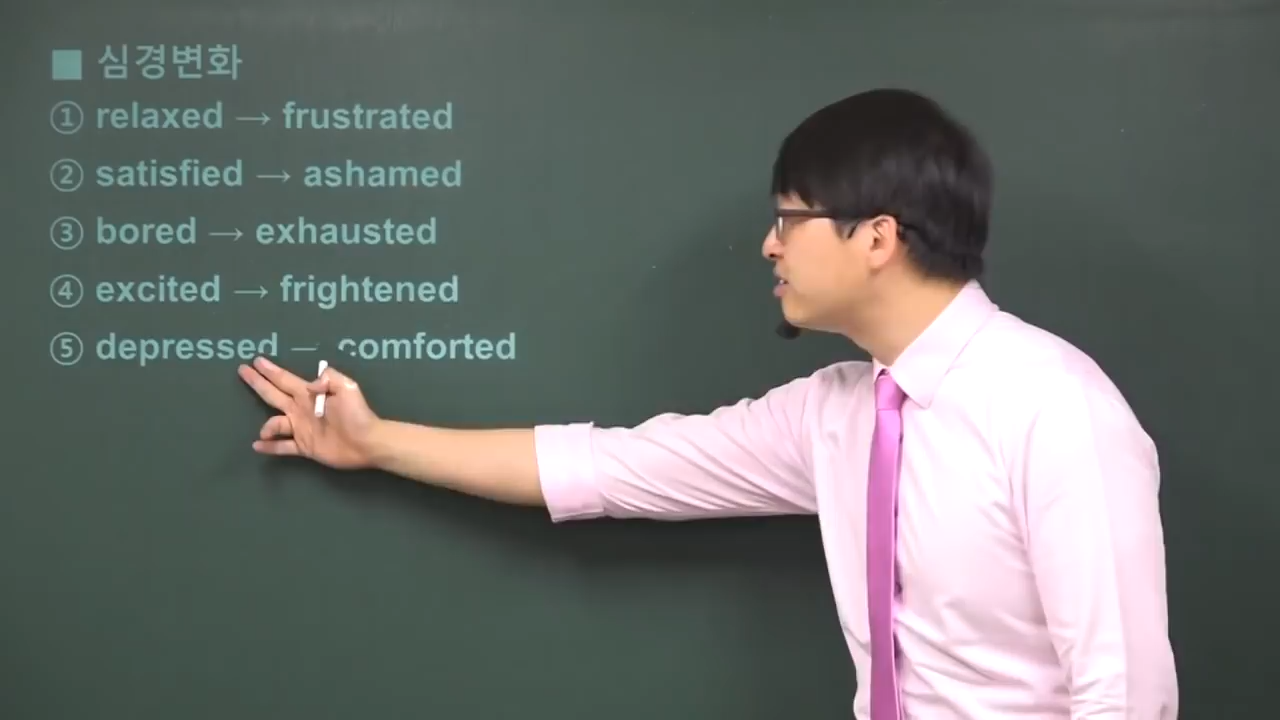 ■ 심경변화
① relaxed → frustrated
② satisfied → ashamed
③ bored → exhausted
④ excited → frightened
⑤ depressed — comforted